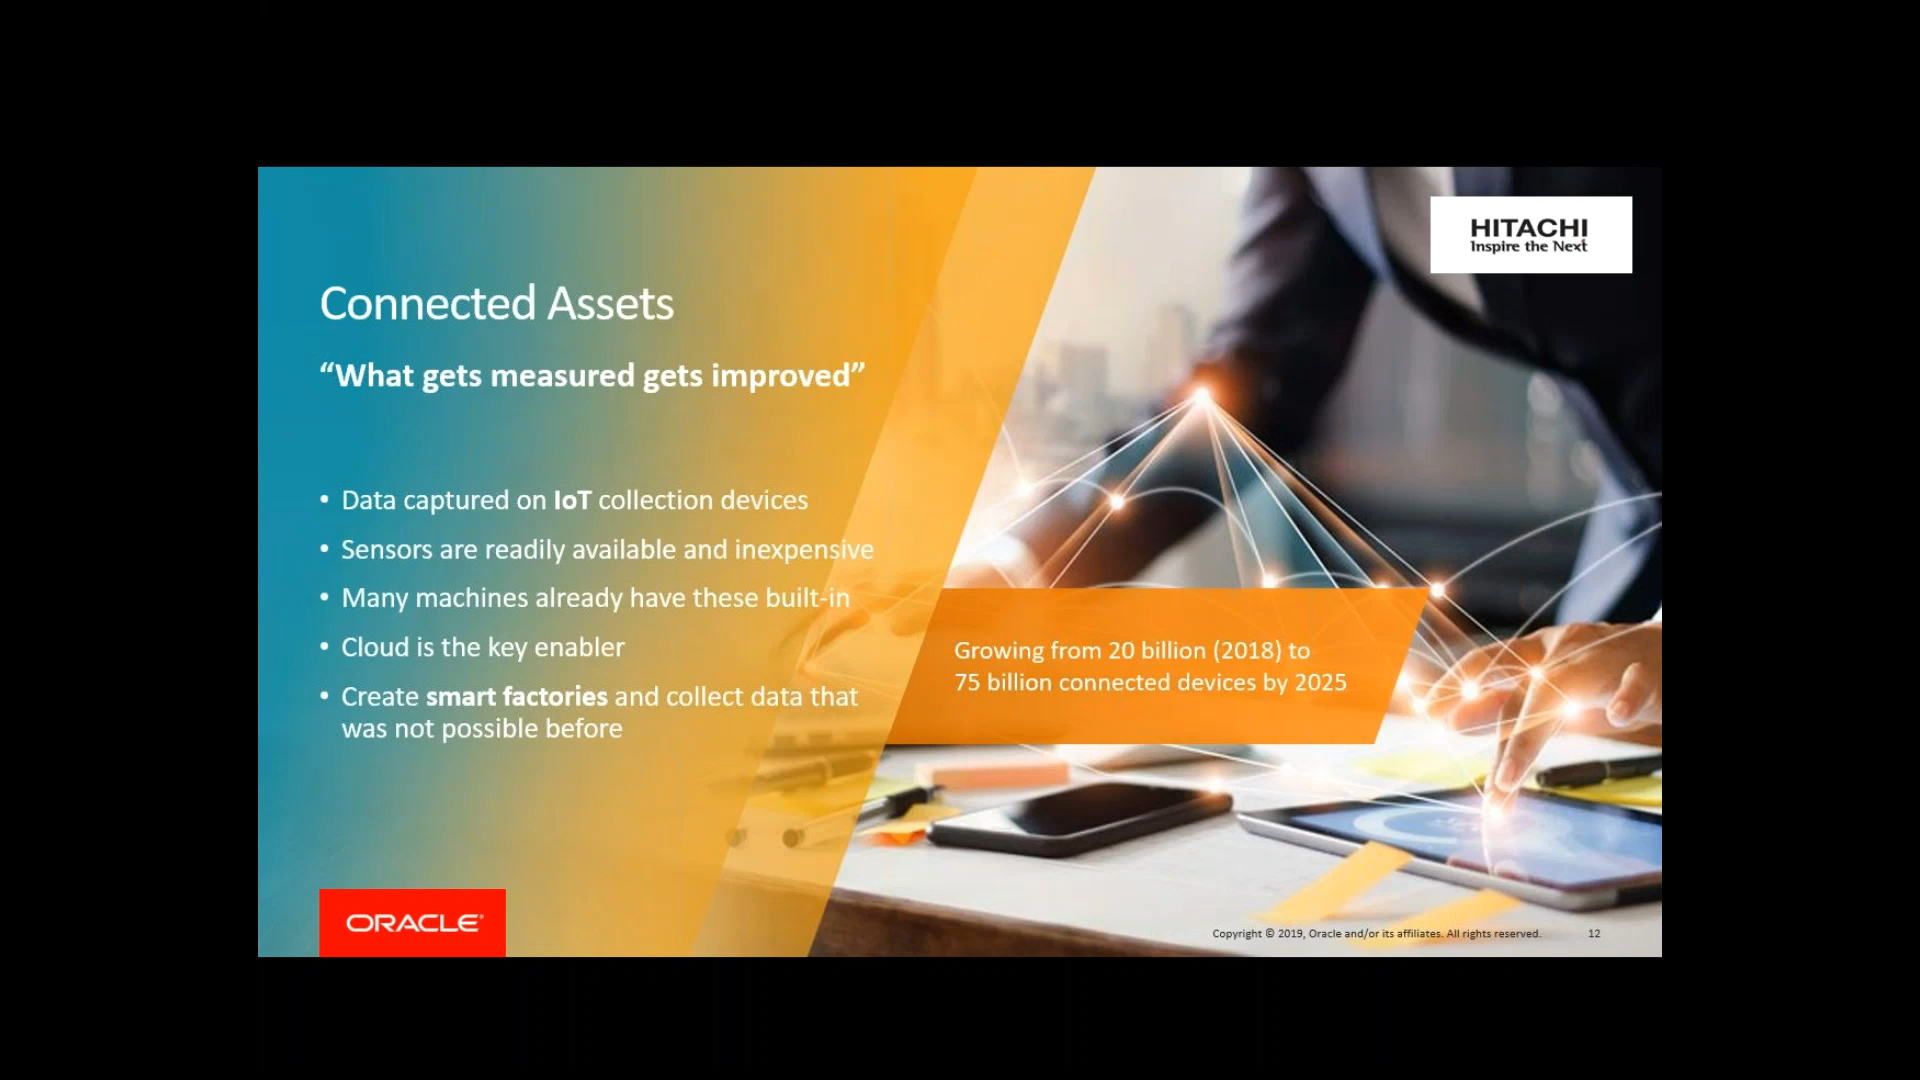 HITACHI
Inspire the Next
Connected Assets
“What gets measured gets improved”
• Data captured on IoT collection devices
• Sensors are readily available and inexpensive
• Many machines already have these built-in
• Cloud is the key enabler
• Create smart factories and collect data that
was not possible before
Growing from 20 billion (2018) to
75 billion connected devices by 2025
ORACLE®
Copyright © 2019, Oracle and/or its affiliates. All rights reserved.
12